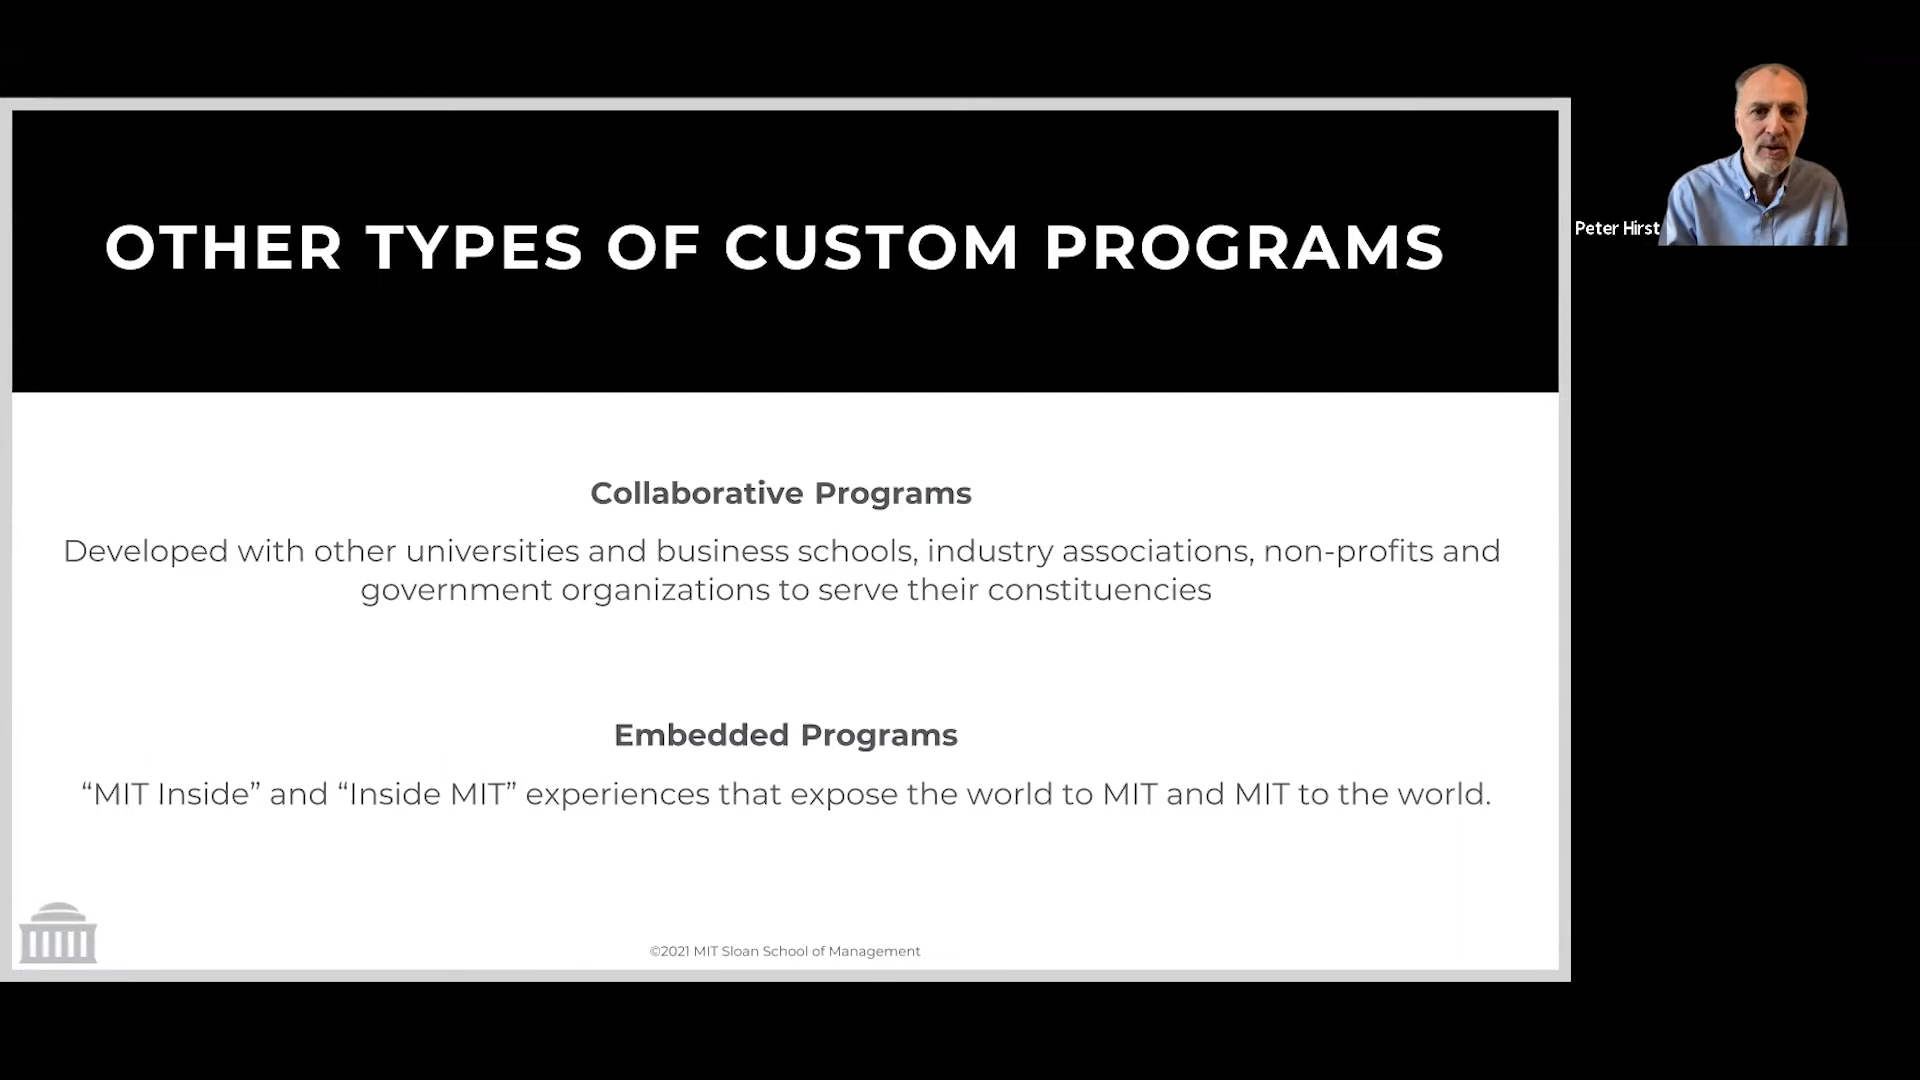 OTHER TYPES OF CUSTOM PROGRAMS
Peter Hirst
Collaborative Programs
Developed with other universities and business schools, industry associations, non-profits and
government organizations to serve their constituencies
Embedded Programs
“MIT Inside” and “Inside MIT” experiences that expose the world to MIT and MIT to the world.
©2021 MIT Sloan School of Management